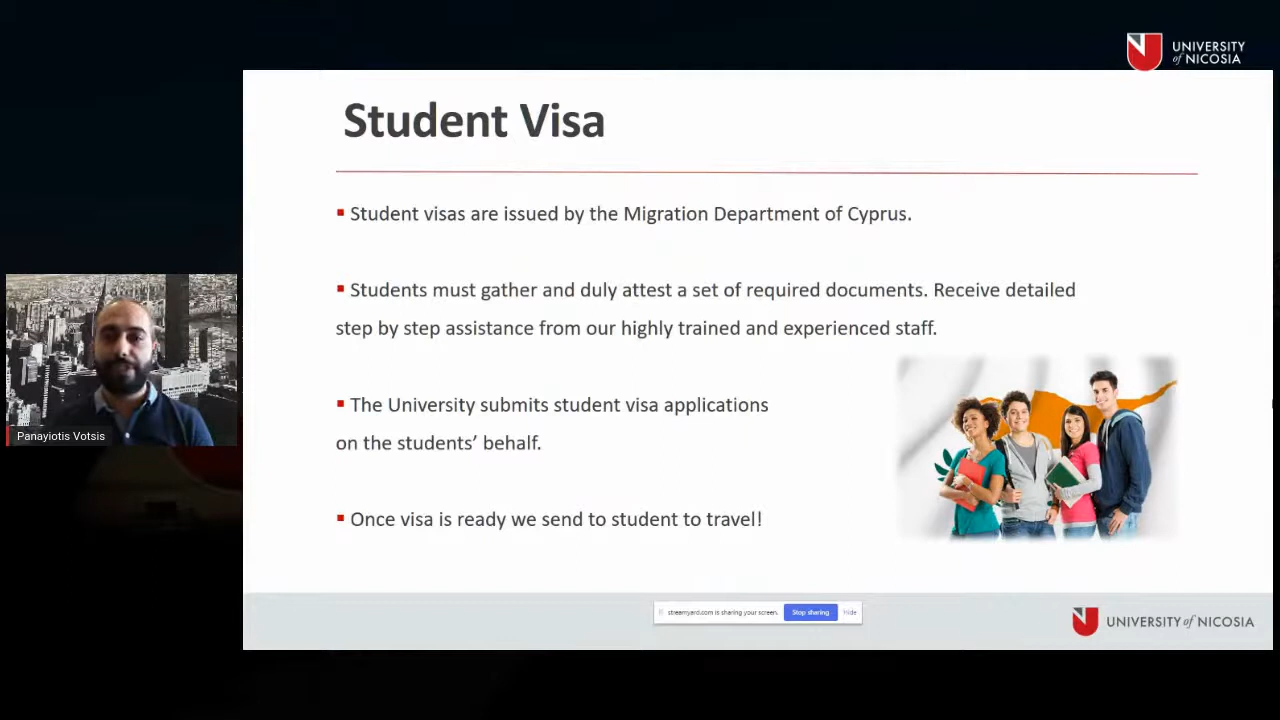 UNIVERSITY
of NICOSIA
Student Visa
▪ Student visas are issued by the Migration Department of Cyprus.
▪ Students must gather and duly attest a set of required documents. Receive detailed
step by step assistance from our highly trained and experienced staff.
▪ The University submits student visa applications
on the students’ behalf.
▪ Once visa is ready we send to student to travel!
Panayiotis Votsis
streamyard.com is sharing your screen. Stop sharing Hide
UNIVERSITY of NICOSIA